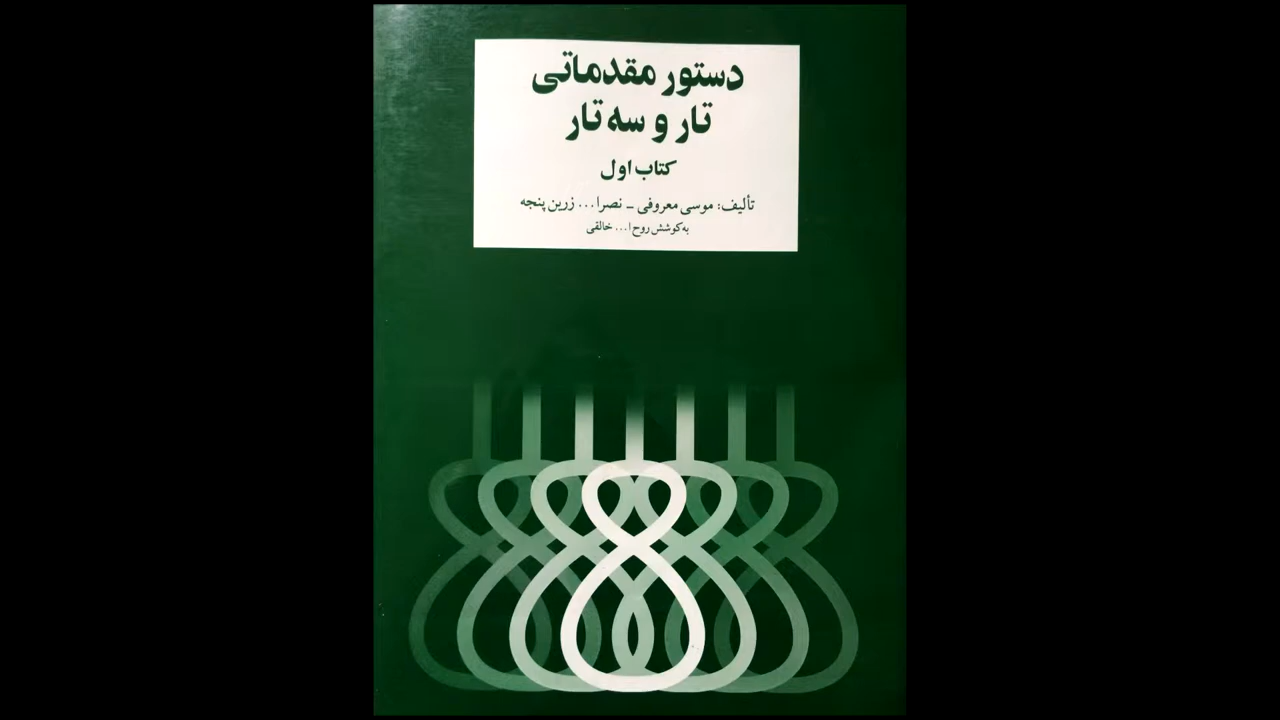 دستور مقدماتی
تار و سه تار
کتاب اول
تألیف: موسی معروفی _ نصرا... زرین پنجه
به کوشش روح ا... خالقی